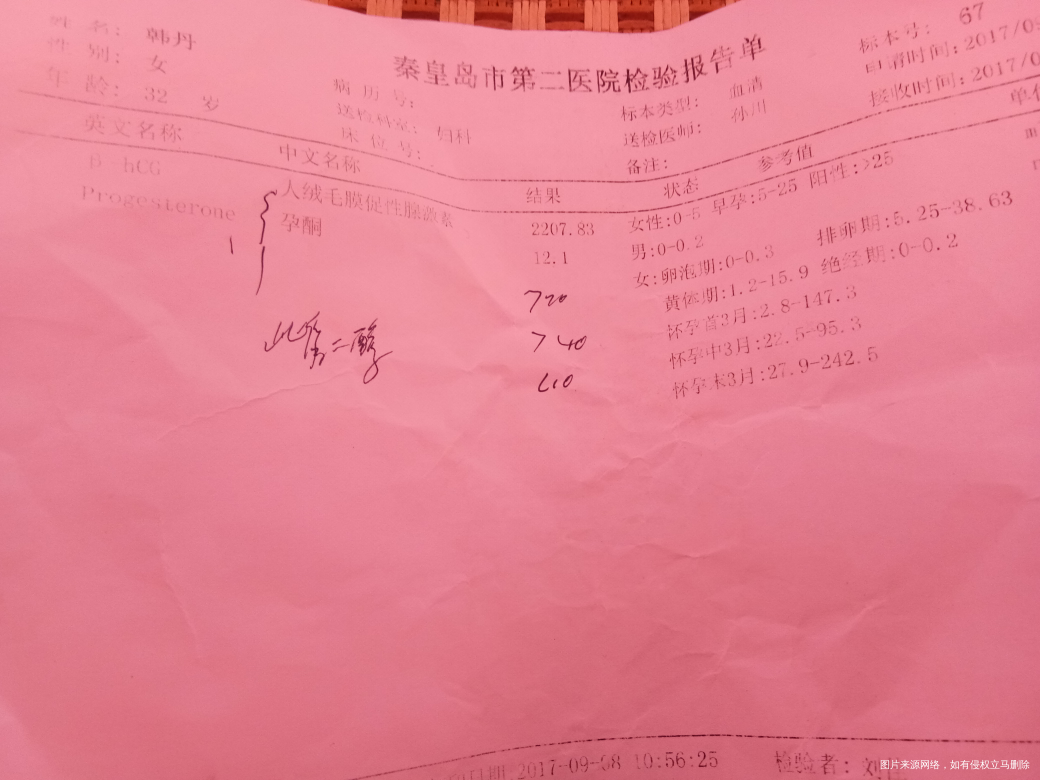 秦皇岛市第二医院检验报告单
姓 名: 韩丹
性 别: 女
年 龄: 32 岁
病 历 号:
送检科室: 妇科
床 位 号:
标本类型: 血清
送检医师: 孙川
备注:
标本号: 67
申请时间: 2017/0
接收时间: 2017/0
英文名称 中文名称 结果 状态 参考值 单位
β-hCG 人绒毛膜促性腺激素 2207.83 女性:0-5 早孕:5-25 阳性:>25 m
Progesterone 孕酮 12.1 男:0-0.2
女:卵泡期:0-0.3 排卵期:5.25-38.63
黄体期:1.2-15.9 绝经期:0-0.2
怀孕首3月:2.8-147.3
怀孕中3月:22.5-95.3
怀孕末3月:27.9-242.5
>20
>40
二醇
<10
2017-09-08 10:56:25 检验者: 刘
图片来源网络,如有侵权立马删除